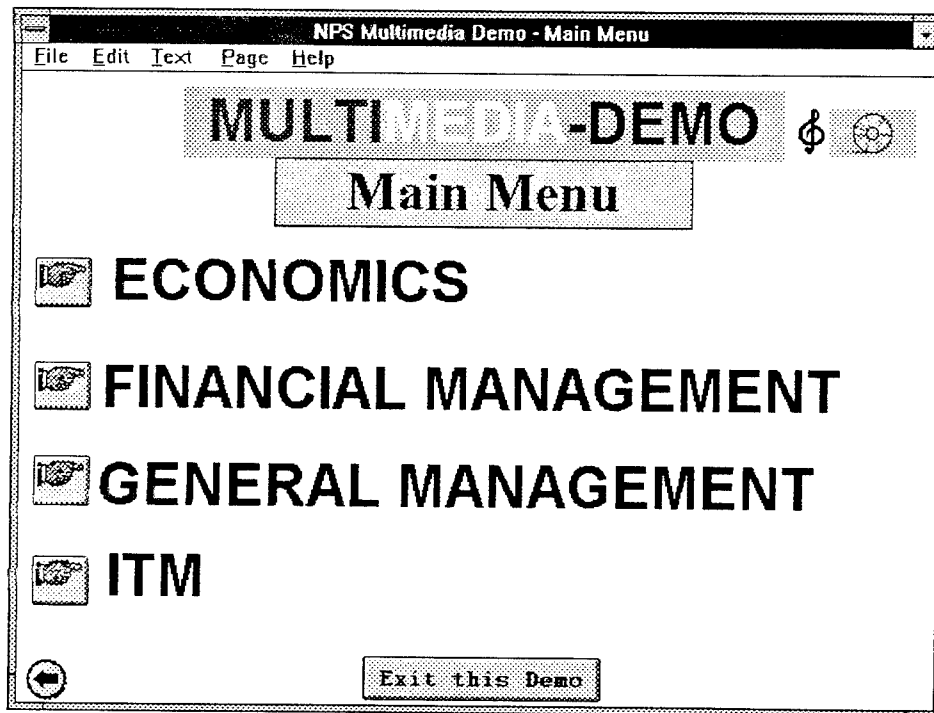 NPS Multimedia Demo - Main Menu
File Edit Text Page Help
MULTIMEDIA-DEMO
Main Menu
ECONOMICS
FINANCIAL MANAGEMENT
GENERAL MANAGEMENT
ITM
Exit this Demo